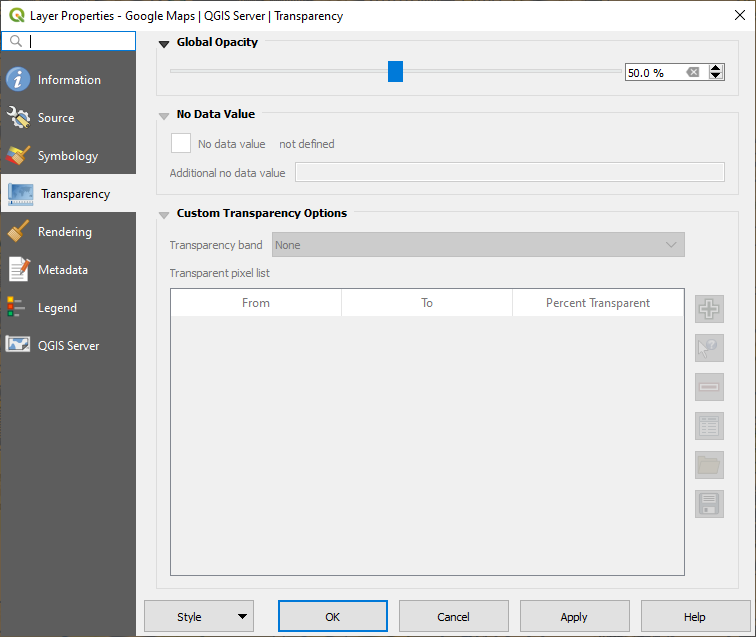 Layer Properties - Google Maps | QGIS Server | Transparency
Information
Source
Symbology
Transparency
Rendering
Metadata
Legend
QGIS Server
Global Opacity
50.0 %
No Data Value
No data value not defined
Additional no data value
Custom Transparency Options
Transparency band None
Transparent pixel list
From To Percent Transparent
Style OK Cancel Apply Help